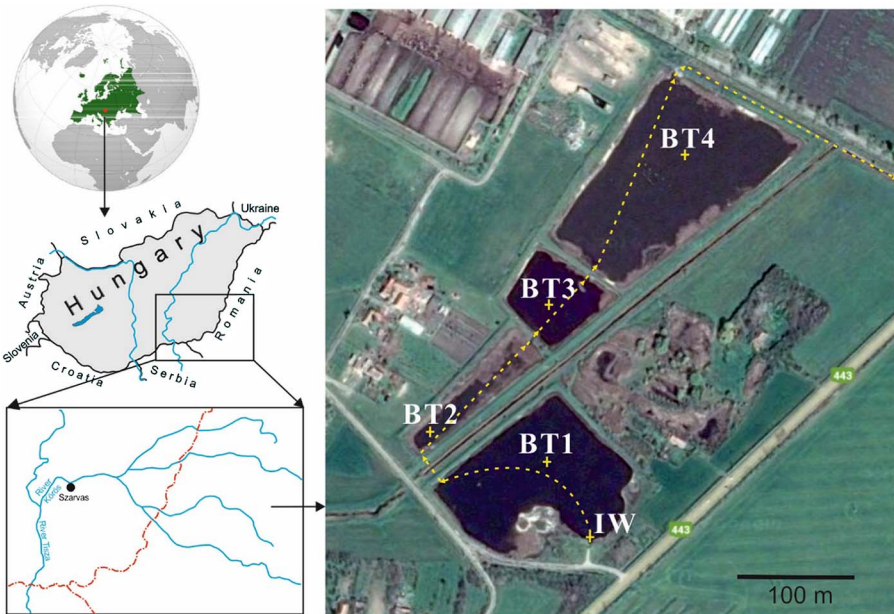 Ukraine
Slovakia
Austria
Hungary
Romania
Slovenia
Croatia
Serbia
River Körös
Szarvas
River Tisza
BT4
BT3
BT2
BT1
IW
443
443
100 m